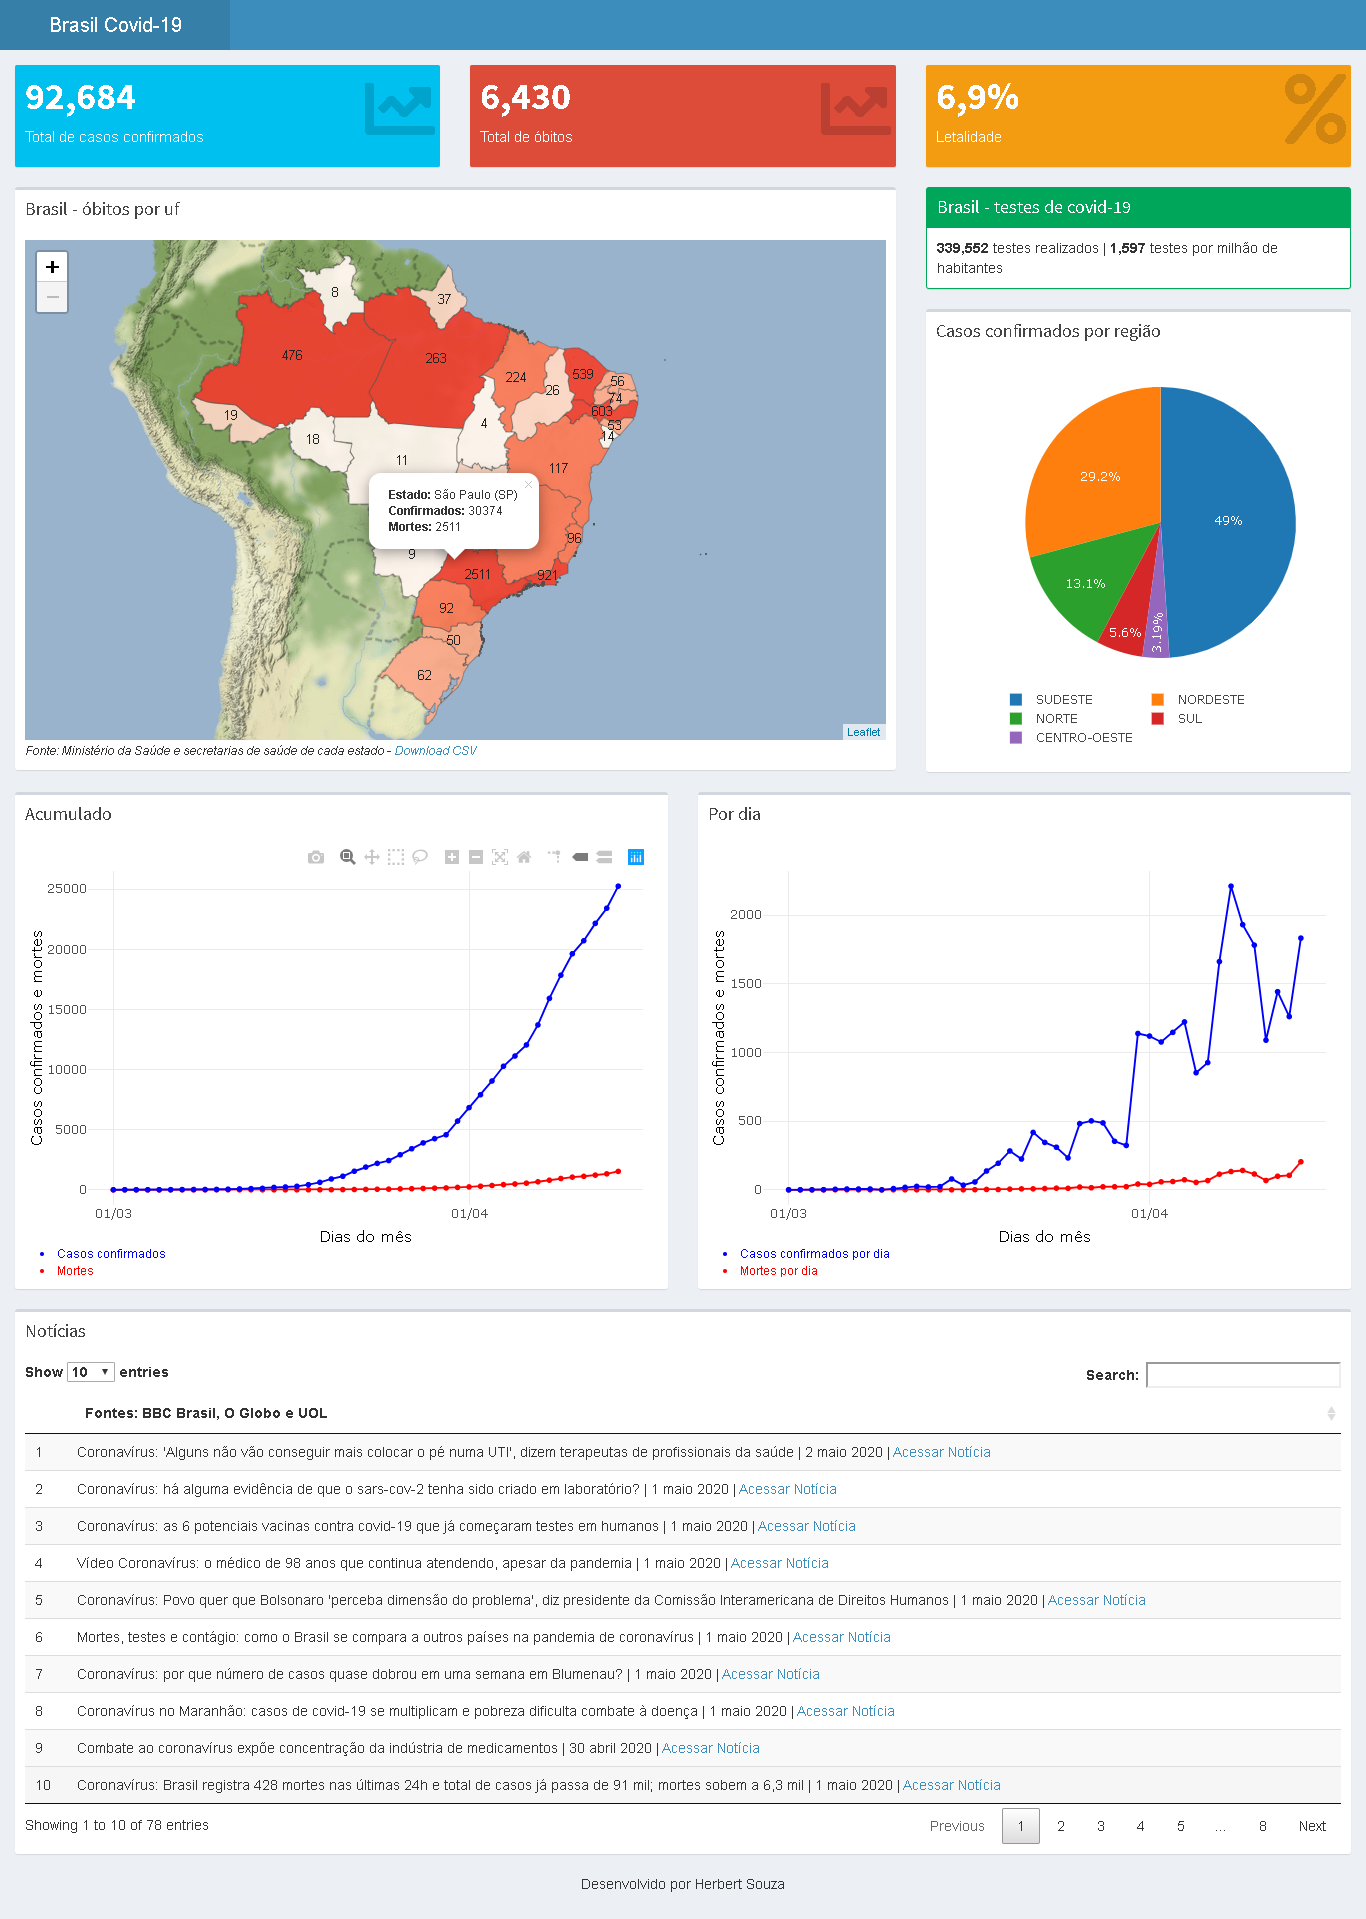 Brasil Covid-19
92,684
Total de casos confirmados
6,430
Total de óbitos
6,9%
Letalidade
Brasil - óbitos por uf
+
−
8
37
476
263
224
539
56
26
74
603
19
53
4
14
18
11
117
×
Estado: São Paulo (SP)
Confirmados: 30374
Mortes: 2511
96
9
2511
921
92
50
62
Leaflet
Fonte: Ministério da Saúde e secretarias de saúde de cada estado - Download CSV
Brasil - testes de covid-19
339,552 testes realizados | 1,597 testes por milhão de
habitantes
Casos confirmados por região
29.2%
49%
13.1%
5.6%
3.19%
SUDESTE
NORDESTE
NORTE
SUL
CENTRO-OESTE
Acumulado
Casos confirmados e mortes
25000
20000
15000
10000
5000
0
01/03
01/04
Dias do mês
Casos confirmados
Mortes
Por dia
Casos confirmados e mortes
2000
1500
1000
500
0
01/03
01/04
Dias do mês
Casos confirmados por dia
Mortes por dia
Notícias
Show 10 entries
Search:
Fontes: BBC Brasil, O Globo e UOL
1 Coronavírus: 'Alguns não vão conseguir mais colocar o pé numa UTI', dizem terapeutas de profissionais da saúde | 2 maio 2020 | Acessar Notícia
2 Coronavírus: há alguma evidência de que o sars-cov-2 tenha sido criado em laboratório? | 1 maio 2020 | Acessar Notícia
3 Coronavírus: as 6 potenciais vacinas contra covid-19 que já começaram testes em humanos | 1 maio 2020 | Acessar Notícia
4 Vídeo Coronavírus: o médico de 98 anos que continua atendendo, apesar da pandemia | 1 maio 2020 | Acessar Notícia
5 Coronavírus: Povo quer que Bolsonaro 'perceba dimensão do problema', diz presidente da Comissão Interamericana de Direitos Humanos | 1 maio 2020 | Acessar Notícia
6 Mortes, testes e contágio: como o Brasil se compara a outros países na pandemia de coronavírus | 1 maio 2020 | Acessar Notícia
7 Coronavírus: por que número de casos quase dobrou em uma semana em Blumenau? | 1 maio 2020 | Acessar Notícia
8 Coronavírus no Maranhão: casos de covid-19 se multiplicam e pobreza dificulta combate à doença | 1 maio 2020 | Acessar Notícia
9 Combate ao coronavírus expõe concentração da indústria de medicamentos | 30 abril 2020 | Acessar Notícia
10 Coronavírus: Brasil registra 428 mortes nas últimas 24h e total de casos já passa de 91 mil; mortes sobem a 6,3 mil | 1 maio 2020 | Acessar Notícia
Showing 1 to 10 of 78 entries
Previous 1 2 3 4 5 … 8 Next
Desenvolvido por Herbert Souza